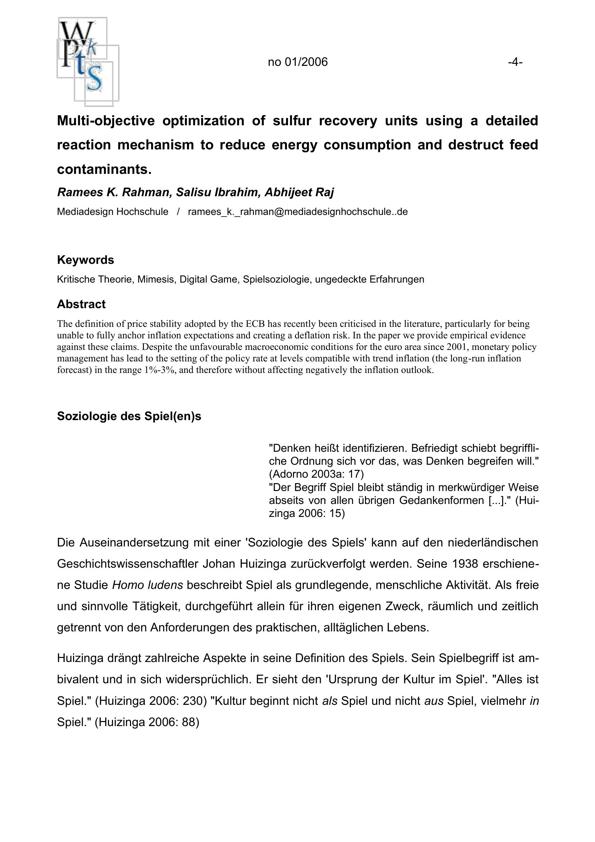 W
Pk
ts
S
no 01/2006 -4-
Multi-objective optimization of sulfur recovery units using a detailed
reaction mechanism to reduce energy consumption and destruct feed
contaminants.
Ramees K. Rahman, Salisu Ibrahim, Abhijeet Raj
Mediadesign Hochschule / ramees_k._rahman@mediadesignhochschule..de
Keywords
Kritische Theorie, Mimesis, Digital Game, Spielsoziologie, ungedeckte Erfahrungen
Abstract
The definition of price stability adopted by the ECB has recently been criticised in the literature, particularly for being
unable to fully anchor inflation expectations and creating a deflation risk. In the paper we provide empirical evidence
against these claims. Despite the unfavourable macroeconomic conditions for the euro area since 2001, monetary policy
management has lead to the setting of the policy rate at levels compatible with trend inflation (the long-run inflation
forecast) in the range 1%-3%, and therefore without affecting negatively the inflation outlook.
Soziologie des Spiel(en)s
"Denken heißt identifizieren. Befriedigt schiebt begriffli-
che Ordnung sich vor das, was Denken begreifen will."
(Adorno 2003a: 17)
"Der Begriff Spiel bleibt ständig in merkwürdiger Weise
abseits von allen übrigen Gedankenformen [...]." (Hui-
zinga 2006: 15)
Die Auseinandersetzung mit einer 'Soziologie des Spiels' kann auf den niederländischen
Geschichtswissenschaftler Johan Huizinga zurückverfolgt werden. Seine 1938 erschiene-
ne Studie Homo ludens beschreibt Spiel als grundlegende, menschliche Aktivität. Als freie
und sinnvolle Tätigkeit, durchgeführt allein für ihren eigenen Zweck, räumlich und zeitlich
getrennt von den Anforderungen des praktischen, alltäglichen Lebens.
Huizinga drängt zahlreiche Aspekte in seine Definition des Spiels. Sein Spielbegriff ist am-
bivalent und in sich widersprüchlich. Er sieht den 'Ursprung der Kultur im Spiel'. "Alles ist
Spiel." (Huizinga 2006: 230) "Kultur beginnt nicht als Spiel und nicht aus Spiel, vielmehr in
Spiel." (Huizinga 2006: 88)